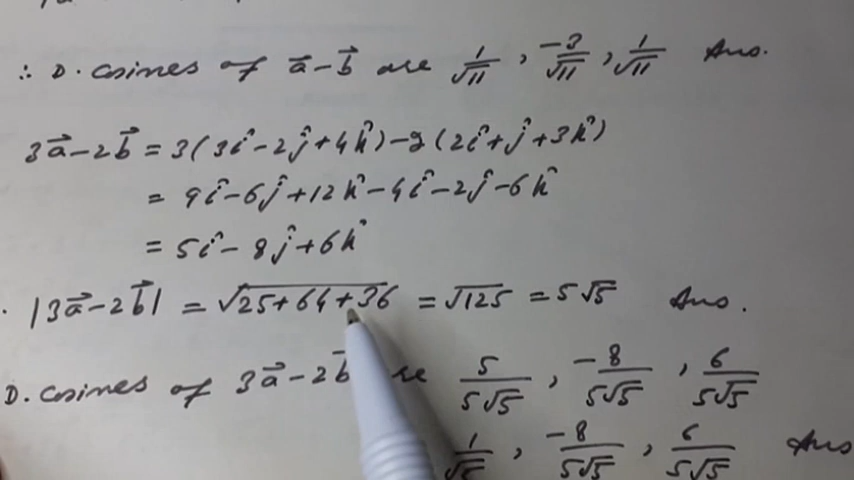 ∴ D. cosines of a⃗ - b⃗ are 1/√11 , -3/√11 , 1/√11 Ans.
3a⃗ - 2b⃗ = 3(3î - 2ĵ + 4k̂) - 2(2î + ĵ + 3k̂)
= 9î - 6ĵ + 12k̂ - 4î - 2ĵ - 6k̂
= 5î - 8ĵ + 6k̂
. |3a⃗ - 2b⃗| = √25+64+36 = √125 = 5√5 Ans.
D. cosines of 3a⃗ - 2b⃗ 5/5√5 , -8/5√5 , 6/5√5
1/√5 , -8/5√5 , 6/5√5 Ans